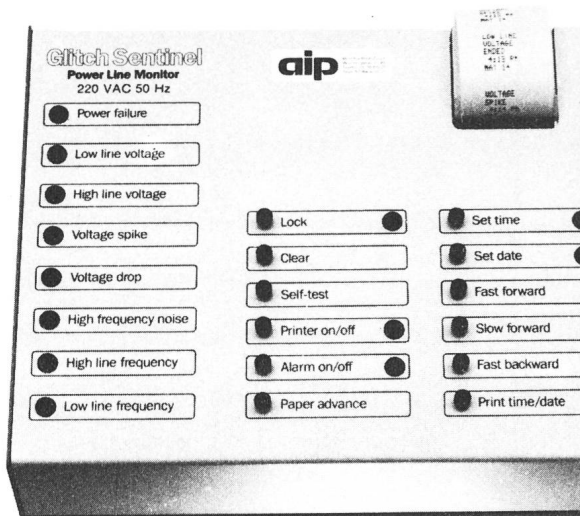 Glitch Sentinel
Power Line Monitor
220 VAC 50 Hz
Power failure
Low line voltage
High line voltage
Voltage spike
Voltage drop
High frequency noise
High line frequency
Low line frequency
aip
LOW LINE
VOLTAGE
ENDED
VOLTAGE
SPIKE
Lock
Clear
Self-test
Printer on/off
Alarm on/off
Paper advance
Set time
Set date
Fast forward
Slow forward
Fast backward
Print time/date